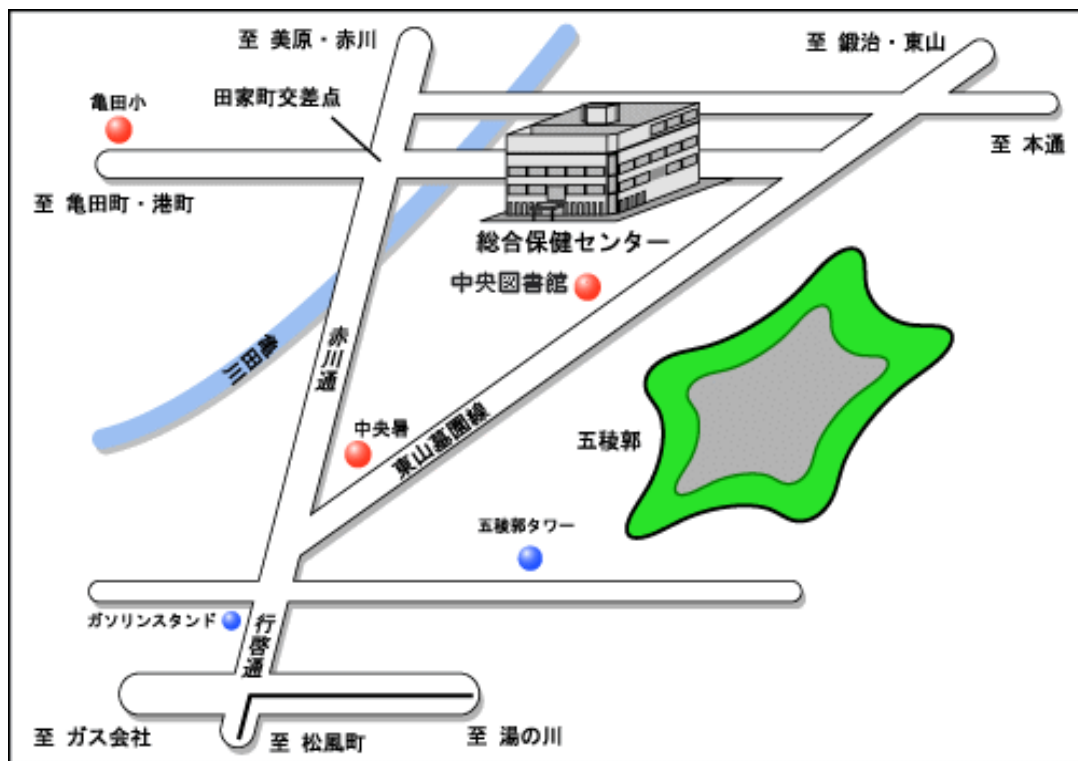 至 美原・赤川
至 鍛治・東山
田家町交差点
亀田小
至 本通
至 亀田町・港町
総合保健センター
中央図書館
亀田川
赤川通
中央暑
東山墓園線
五稜郭
五稜郭タワー
ガソリンスタンド
行啓通
至 ガス会社
至 松風町
至 湯の川